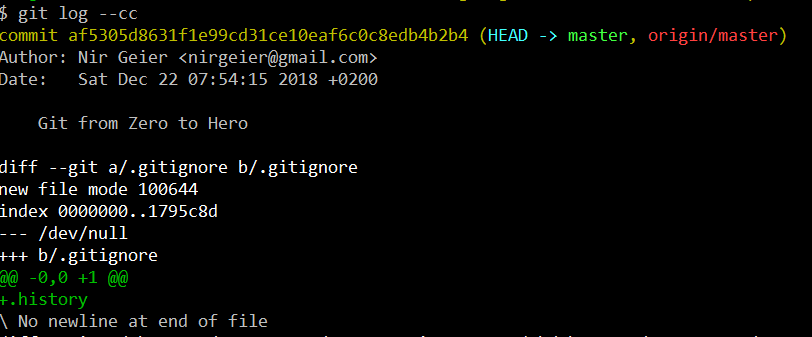 $ git log --cc
commit af5305d8631f1e99cd31ce10eaf6c0c8edb4b2b4 (HEAD -> master, origin/master)
Author: Nir Geier <nirgeier@gmail.com>
Date:   Sat Dec 22 07:54:15 2018 +0200

    Git from Zero to Hero

diff --git a/.gitignore b/.gitignore
new file mode 100644
index 0000000..1795c8d
--- /dev/null
+++ b/.gitignore
@@ -0,0 +1 @@
+.history
\ No newline at end of file